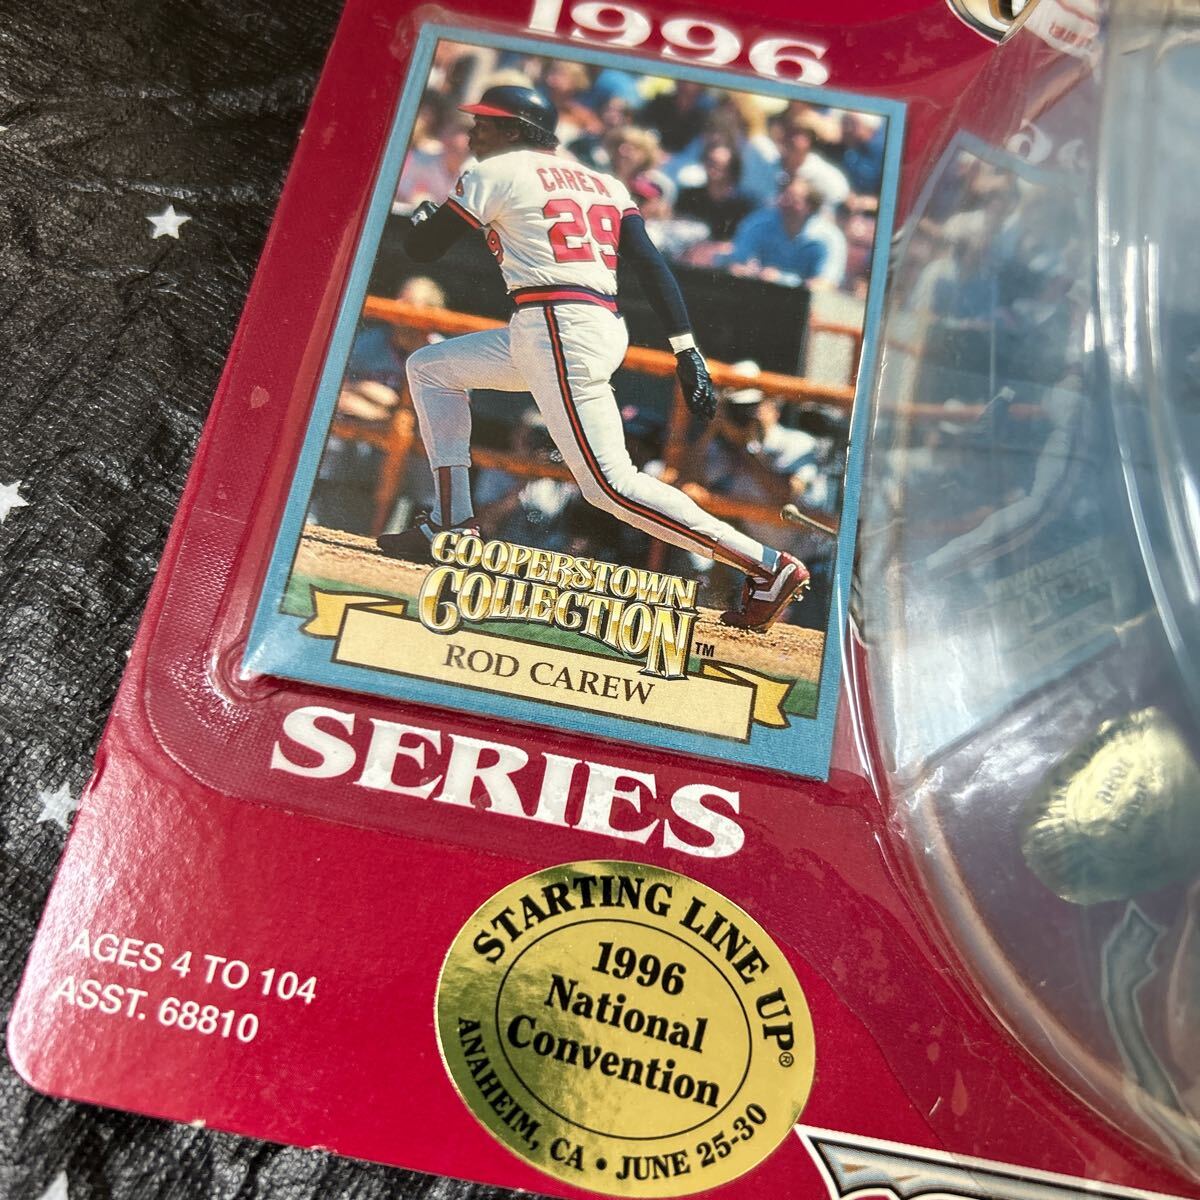 1996
CAREW
29
COOPERSTOWN
COLLECTION™
ROD CAREW
SERIES
AGES 4 TO 104
ASST. 68810
STARTING LINE UP®
1996
National
Convention
ANAHEIM, CA • JUNE 25-30